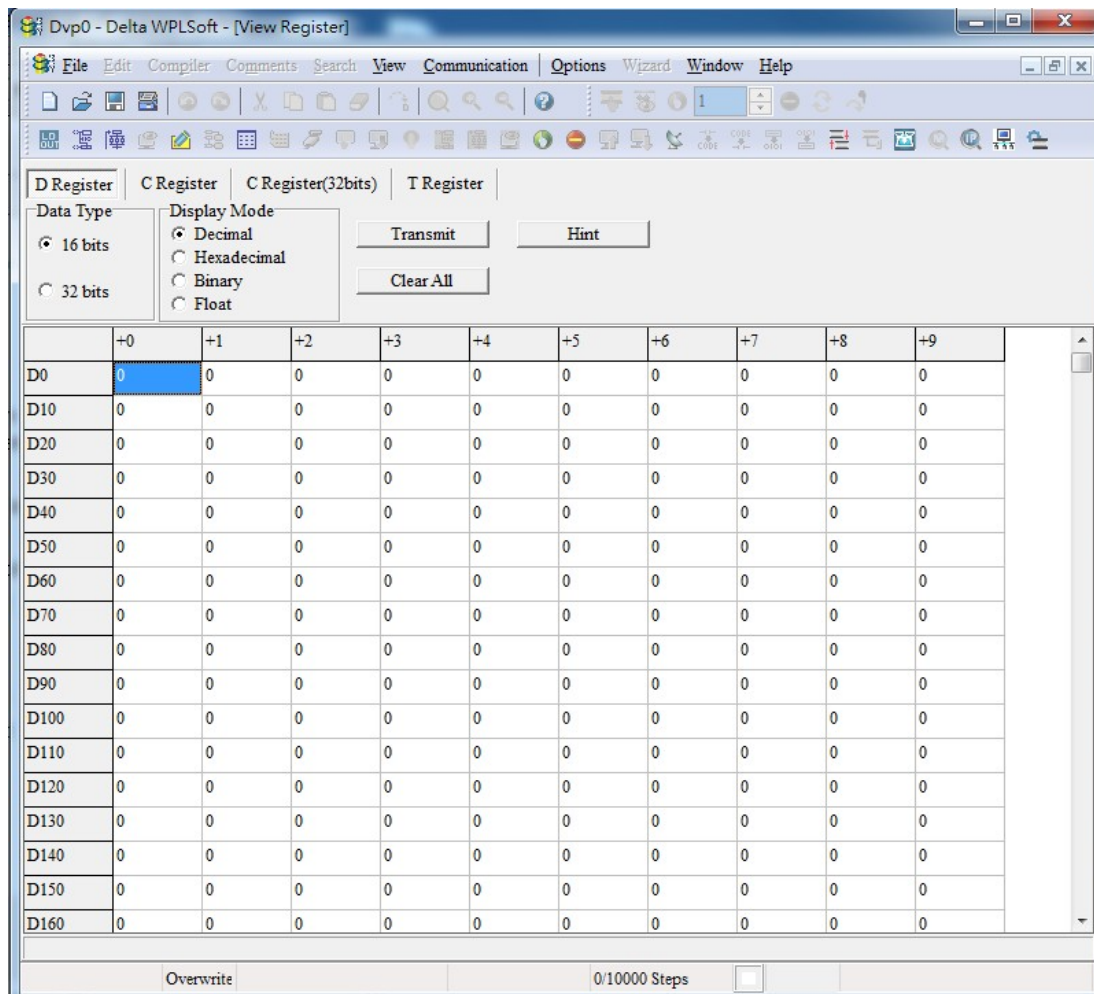 Dvp0 - Delta WPLSoft - [View Register]
File Edit Compiler Comments Search View Communication Options Wizard Window Help
1
D Register C Register C Register(32bits) T Register
Data Type Display Mode
16 bits Decimal Transmit Hint
Hexadecimal
32 bits Binary Clear All
Float
+0 +1 +2 +3 +4 +5 +6 +7 +8 +9
D0 0 0 0 0 0 0 0 0 0 0
D10 0 0 0 0 0 0 0 0 0 0
D20 0 0 0 0 0 0 0 0 0 0
D30 0 0 0 0 0 0 0 0 0 0
D40 0 0 0 0 0 0 0 0 0 0
D50 0 0 0 0 0 0 0 0 0 0
D60 0 0 0 0 0 0 0 0 0 0
D70 0 0 0 0 0 0 0 0 0 0
D80 0 0 0 0 0 0 0 0 0 0
D90 0 0 0 0 0 0 0 0 0 0
D100 0 0 0 0 0 0 0 0 0 0
D110 0 0 0 0 0 0 0 0 0 0
D120 0 0 0 0 0 0 0 0 0 0
D130 0 0 0 0 0 0 0 0 0 0
D140 0 0 0 0 0 0 0 0 0 0
D150 0 0 0 0 0 0 0 0 0 0
D160 0 0 0 0 0 0 0 0 0 0
Overwrite 0/10000 Steps